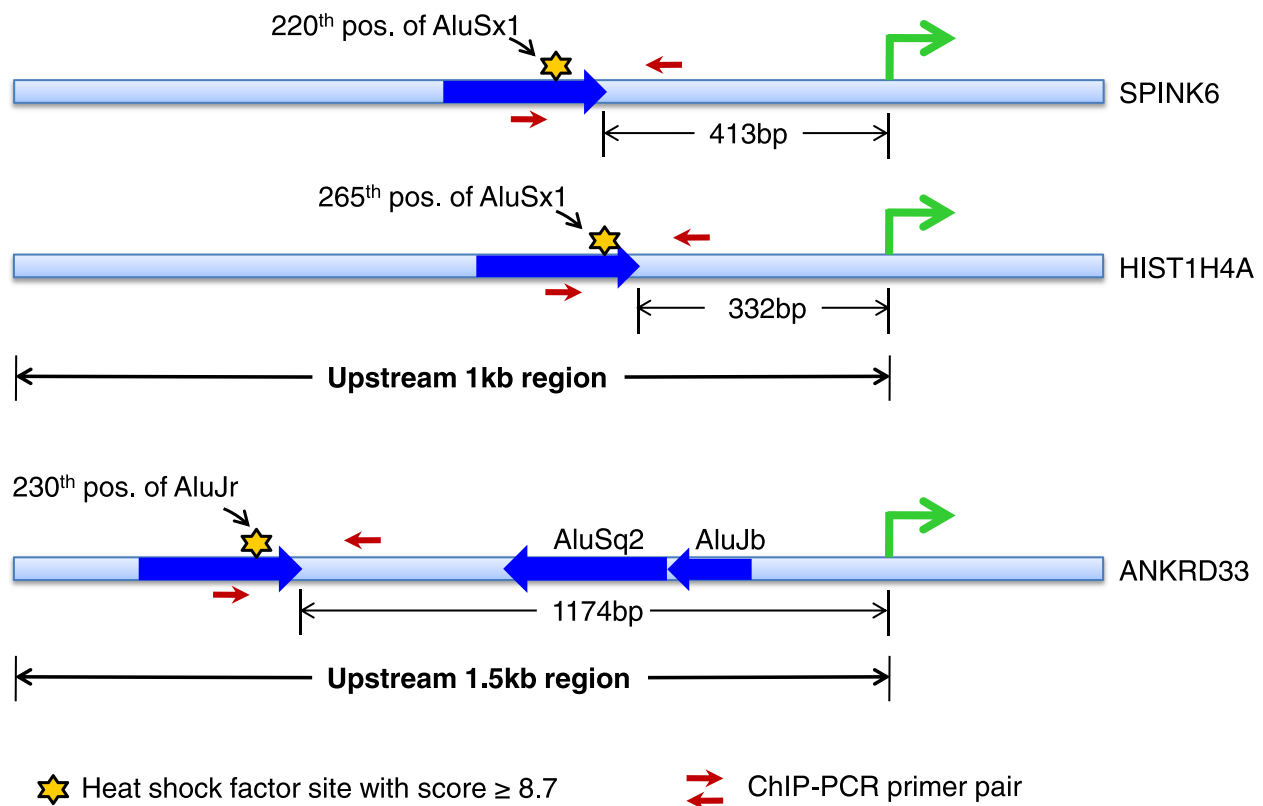 220th pos. of AluSx1
SPINK6
413bp
265th pos. of AluSx1
HIST1H4A
332bp
Upstream 1kb region
230th pos. of AluJr
AluSq2 AluJb
ANKRD33
1174bp
Upstream 1.5kb region
Heat shock factor site with score ≥ 8.7
ChIP-PCR primer pair